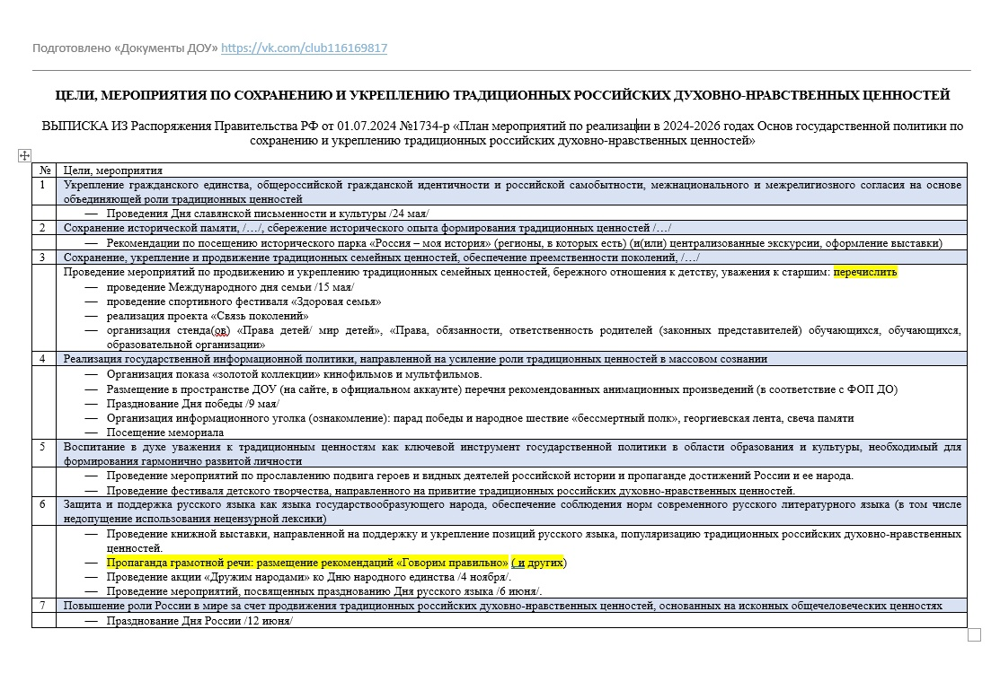 Подготовлено «Документы ДОУ» https://vk.com/club116169817
ЦЕЛИ, МЕРОПРИЯТИЯ ПО СОХРАНЕНИЮ И УКРЕПЛЕНИЮ ТРАДИЦИОННЫХ РОССИЙСКИХ ДУХОВНО-НРАВСТВЕННЫХ ЦЕННОСТЕЙ
ВЫПИСКА ИЗ Распоряжения Правительства РФ от 01.07.2024 №1734-р «План мероприятий по реализации в 2024-2026 годах Основ государственной политики по
сохранению и укреплению традиционных российских духовно-нравственных ценностей»
№ Цели, мероприятия
1 Укрепление гражданского единства, общероссийской гражданской идентичности и российской самобытности, межнационального и межрелигиозного согласия на основе
объединяющей роли традиционных ценностей
— Проведения Дня славянской письменности и культуры /24 мая/
2 Сохранение исторической памяти, /…/, сбережение исторического опыта формирования традиционных ценностей /…/
— Рекомендации по посещению исторического парка «Россия – моя история» (регионы, в которых есть) (и(или) централизованные экскурсии, оформление выставки)
3 Сохранение, укрепление и продвижение традиционных семейных ценностей, обеспечение преемственности поколений, /…/
Проведение мероприятий по продвижению и укреплению традиционных семейных ценностей, бережного отношения к детству, уважения к старшим: перечислить
— проведение Международного дня семьи /15 мая/
— проведение спортивного фестиваля «Здоровая семья»
— реализация проекта «Связь поколений»
— организация стенда(ов) «Права детей/ мир детей», «Права, обязанности, ответственность родителей (законных представителей) обучающихся, обучающихся,
образовательной организации»
4 Реализация государственной информационной политики, направленной на усиление роли традиционных ценностей в массовом сознании
— Организация показа «золотой коллекции» кинофильмов и мультфильмов.
— Размещение в пространстве ДОУ (на сайте, в официальном аккаунте) перечня рекомендованных анимационных произведений (в соответствие с ФОП ДО)
— Празднование Дня победы /9 мая/
— Организация информационного уголка (ознакомление): парад победы и народное шествие «бессмертный полк», георгиевская лента, свеча памяти
— Посещение мемориала
5 Воспитание в духе уважения к традиционным ценностям как ключевой инструмент государственной политики в области образования и культуры, необходимый для
формирования гармонично развитой личности
— Проведение мероприятий по прославлению подвига героев и видных деятелей российской истории и пропаганде достижений России и ее народа.
— Проведение фестиваля детского творчества, направленного на привитие традиционных российских духовно-нравственных ценностей.
6 Защита и поддержка русского языка как языка государствообразующего народа, обеспечение соблюдения норм современного русского литературного языка (в том числе
недопущение использования нецензурной лексики)
— Проведение книжной выставки, направленной на поддержку и укрепление позиций русского языка, популяризацию традиционных российских духовно-нравственных
ценностей.
— Пропаганда грамотной речи: размещение рекомендаций «Говорим правильно» ( и других)
— Проведение акции «Дружим народами» ко Дню народного единства /4 ноября/.
— Проведение мероприятий, посвященных празднованию Дня русского языка /6 июня/.
7 Повышение роли России в мире за счет продвижения традиционных российских духовно-нравственных ценностей, основанных на исконных общечеловеческих ценностях
— Празднование Дня России /12 июня/